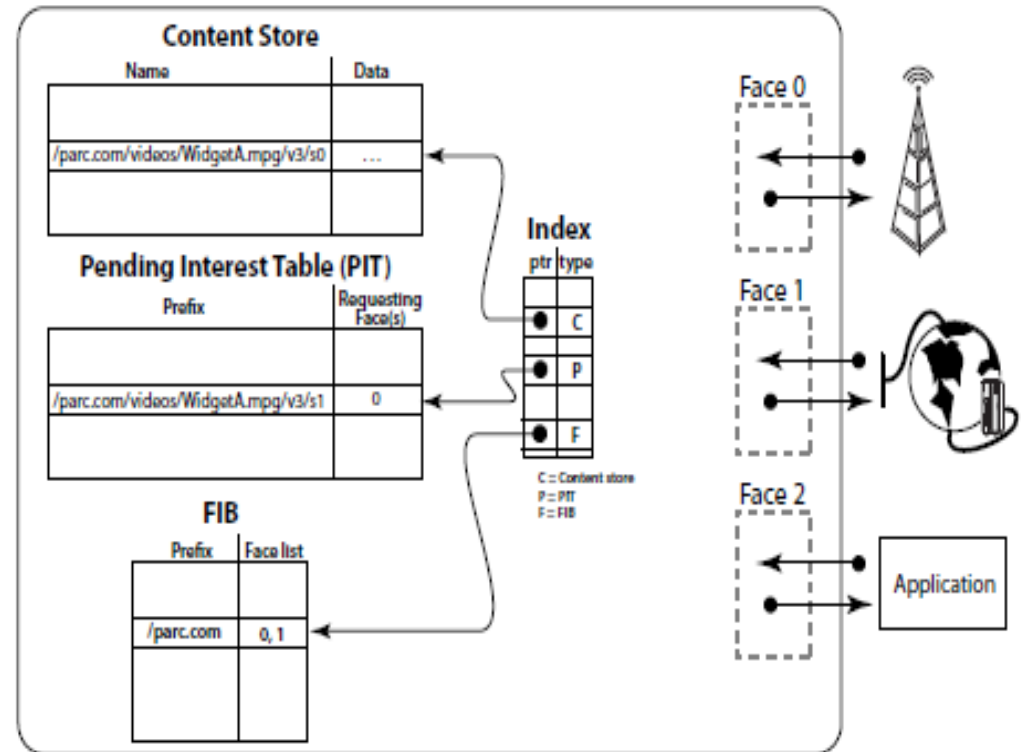 Content Store
Name Data
/parc.com/videos/WidgetA.mpg/v3/s0 ...
Pending Interest Table (PIT)
Prefix Requesting
Face(s)
/parc.com/videos/WidgetA.mpg/v3/s1 0
FIB
Prefix Face list
/parc.com 0, 1
Index
ptr type
C
P
F
C = Content store
P = PIT
F = FIB
Face 0
Face 1
Face 2
Application